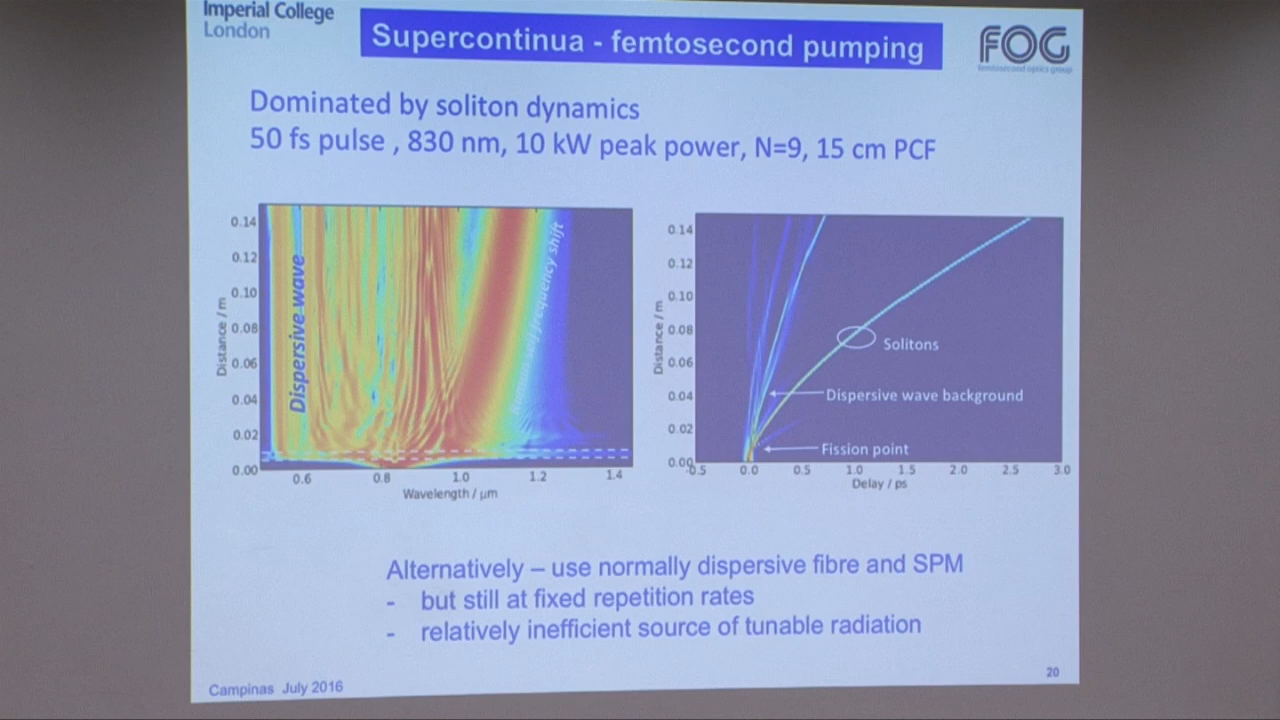 Imperial College
London
Supercontinua - femtosecond pumping
FOG
femtosecond optics group
Dominated by soliton dynamics
50 fs pulse , 830 nm, 10 kW peak power, N=9, 15 cm PCF
0.14
0.12
0.10
0.08
0.06
0.04
0.02
0.00
Distance / m
Dispersive wave
frequency shift
0.6
0.8
1.0
1.2
1.4
Wavelength / µm
0.14
0.12
0.10
0.08
0.06
0.04
0.02
0.00
Distance / m
Solitons
Dispersive wave background
Fission point
-0.5
0.0
0.5
1.0
1.5
2.0
2.5
3.0
Delay / ps
Alternatively – use normally dispersive fibre and SPM
- but still at fixed repetition rates
- relatively inefficient source of tunable radiation
Campinas July 2016
20